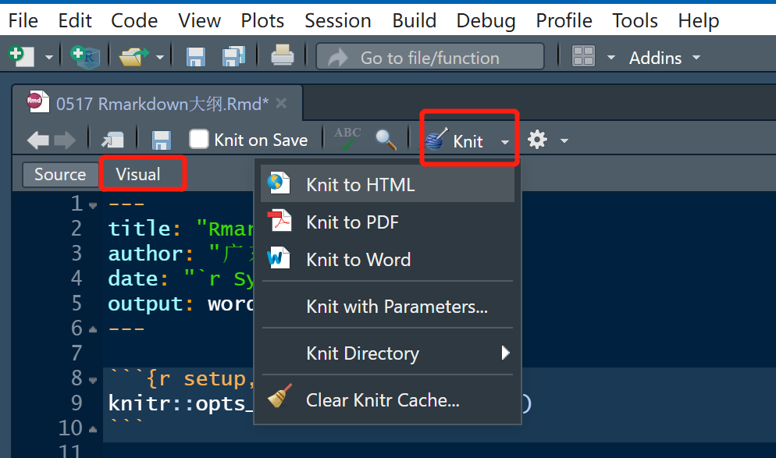 File Edit Code View Plots Session Build Debug Profile Tools Help
Go to file/function Addins
0517 Rmarkdown大纲.Rmd*
Knit on Save ABC Knit
Source Visual
Knit to HTML
Knit to PDF
Knit to Word
Knit with Parameters...
Knit Directory
Clear Knitr Cache...
1 ---
2 title: "Rmar
3 author: "广
4 date: "`r Sy
5 output: word
6 ---
7
8 ```{r setup,
9 knitr::opts_ )
10 ```
11